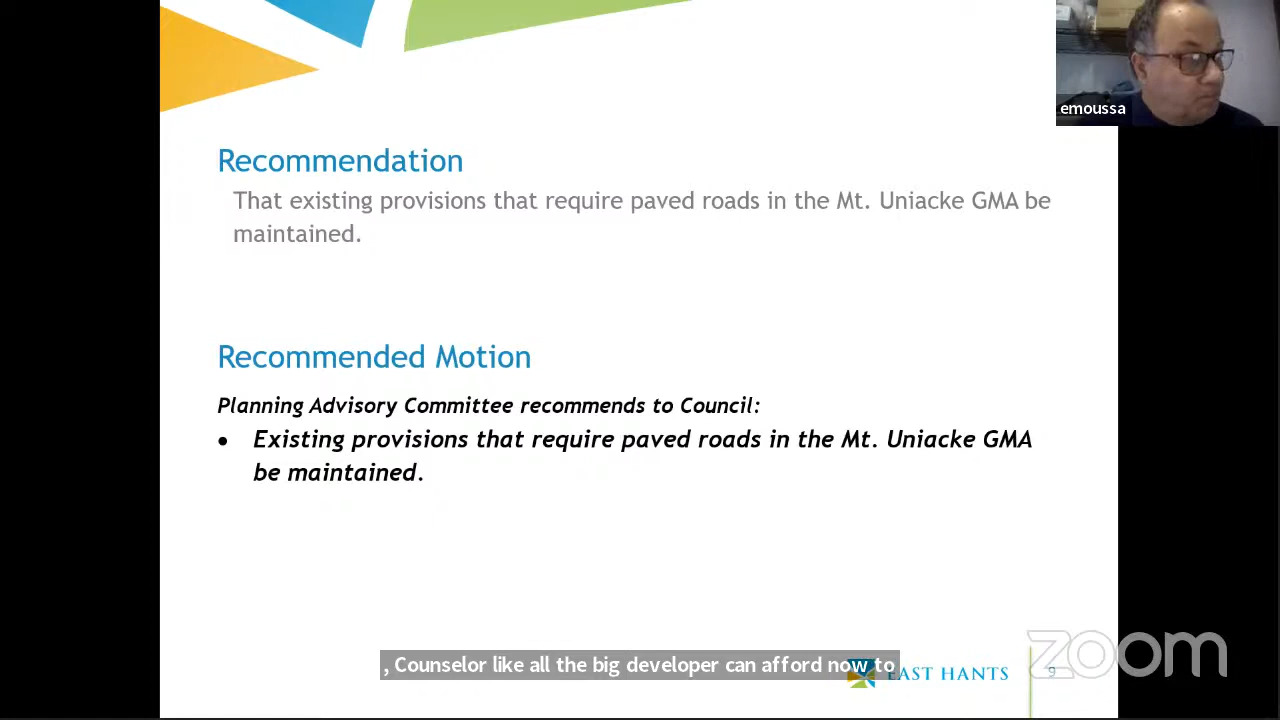 emoussa
Recommendation
That existing provisions that require paved roads in the Mt. Uniacke GMA be
maintained.
Recommended Motion
Planning Advisory Committee recommends to Council:
• Existing provisions that require paved roads in the Mt. Uniacke GMA
be maintained.
, Counselor like all the big developer can afford now to
EAST HANTS
9
zoom